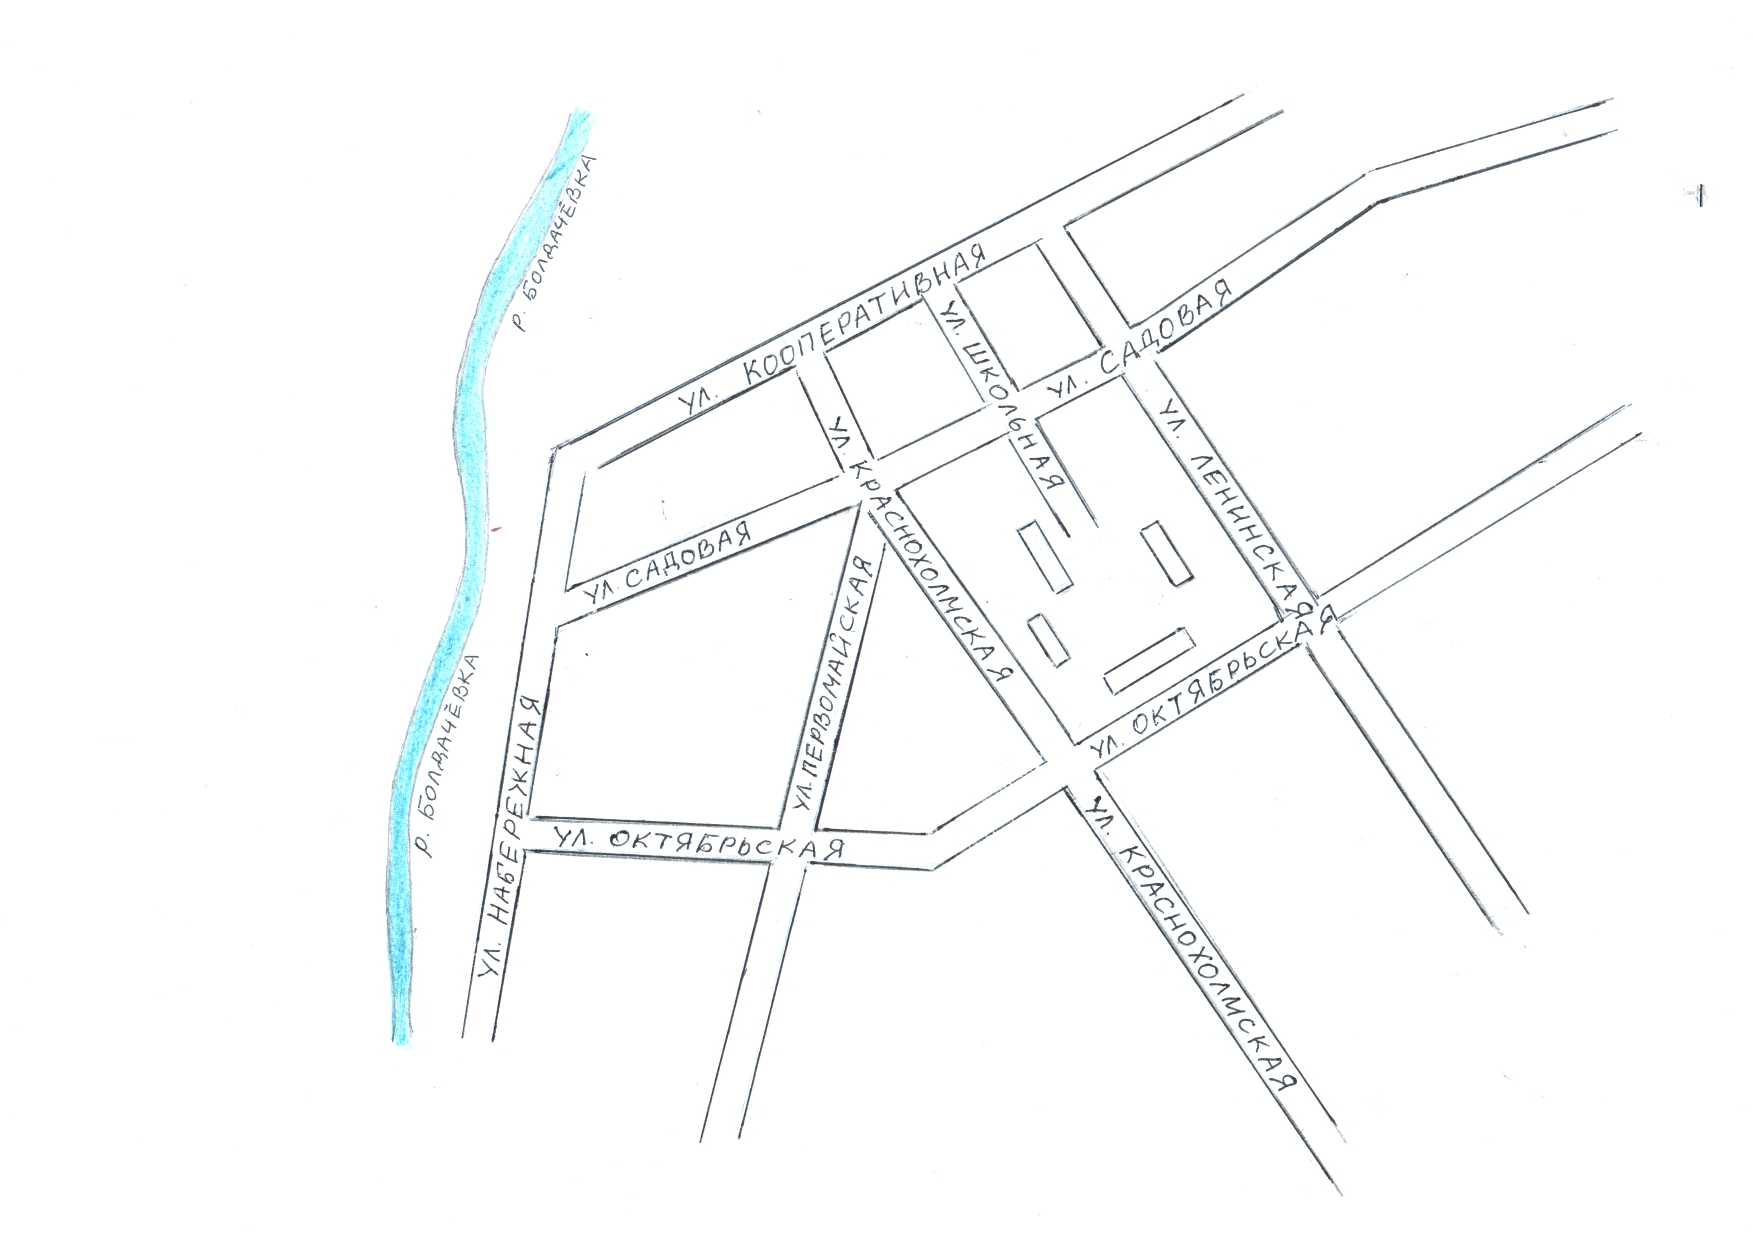 р. БОЛДАЧЁВКА
УЛ. КООПЕРАТИВНАЯ
УЛ. ШКОЛЬНАЯ
УЛ. САДОВАЯ
УЛ. КРАСНОХОЛМСКАЯ
УЛ. ЛЕНИНСКАЯ
УЛ. САДОВАЯ
УЛ. ПЕРВОМАЙСКАЯ
р. БОЛДАЧЁВКА
УЛ. НАБЕРЕЖНАЯ
УЛ. ОКТЯБРЬСКАЯ
УЛ. ОКТЯБРЬСКАЯ
УЛ. КРАСНОХОЛМСКАЯ